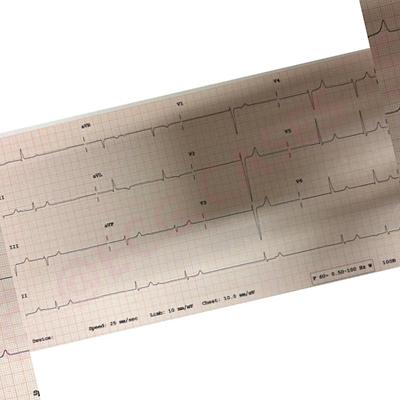 aVR
V1
V4
II
aVL
V2
V5
III
aVF
V3
V6
II
Device:
Speed: 25 mm/sec
Limb: 10 mm/mV
Chest: 10.0 mm/mV
F 60~ 0.50-100 Hz W